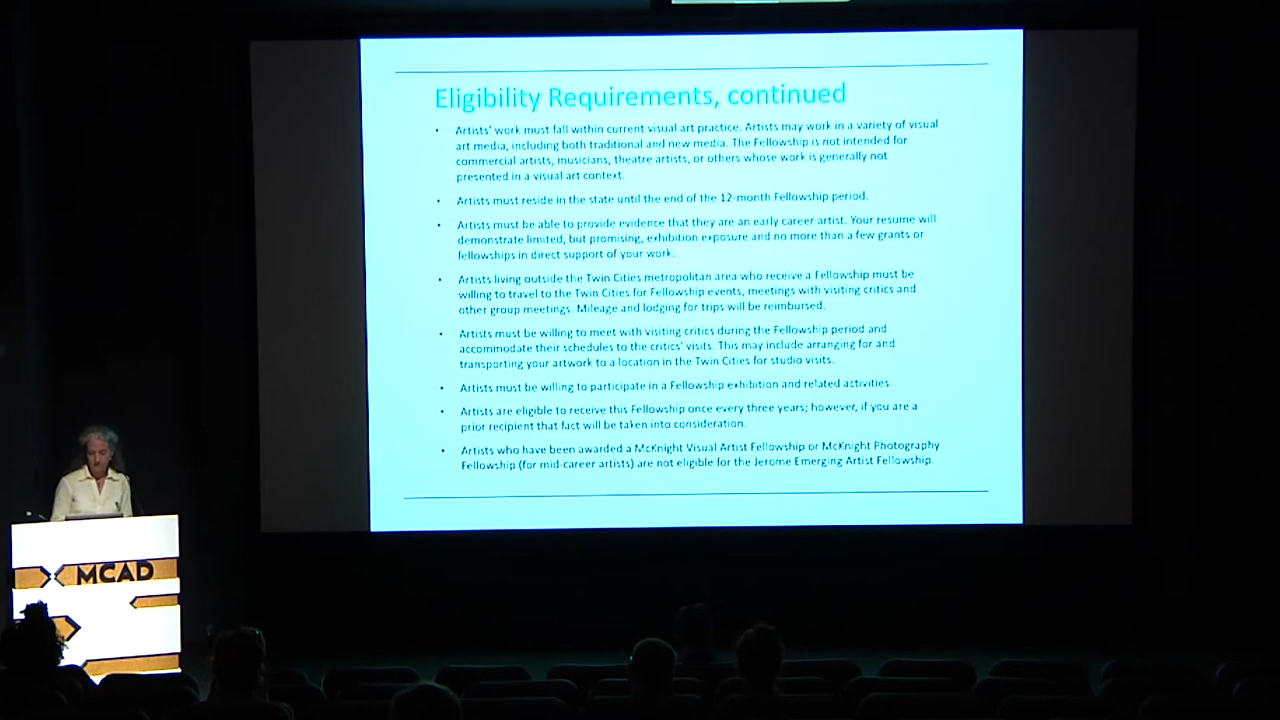 Eligibility Requirements, continued
• Artists' work must fall within current visual art practice. Artists may work in a variety of visual
art media, including both traditional and new media. The Fellowship is not intended for
commercial artists, musicians, theatre artists, or others whose work is generally not
presented in a visual art context.
• Artists must reside in the state until the end of the 12-month Fellowship period.
• Artists must be able to provide evidence that they are an early career artist. Your resume will
demonstrate limited, but promising, exhibition exposure and no more than a few grants or
fellowships in direct support of your work.
• Artists living outside the Twin Cities metropolitan area who receive a Fellowship must be
willing to travel to the Twin Cities for Fellowship events, meetings with visiting critics and
other group meetings. Mileage and lodging for trips will be reimbursed.
• Artists must be willing to meet with visiting critics during the Fellowship period and
accommodate their schedules to the critics' visits. This may include arranging for and
transporting your artwork to a location in the Twin Cities for studio visits.
• Artists must be willing to participate in a Fellowship exhibition and related activities.
• Artists are eligible to receive this Fellowship once every three years; however, if you are a
prior recipient that fact will be taken into consideration.
• Artists who have been awarded a McKnight Visual Artist Fellowship or McKnight Photography
Fellowship (for mid-career artists) are not eligible for the Jerome Emerging Artist Fellowship.
MCAD